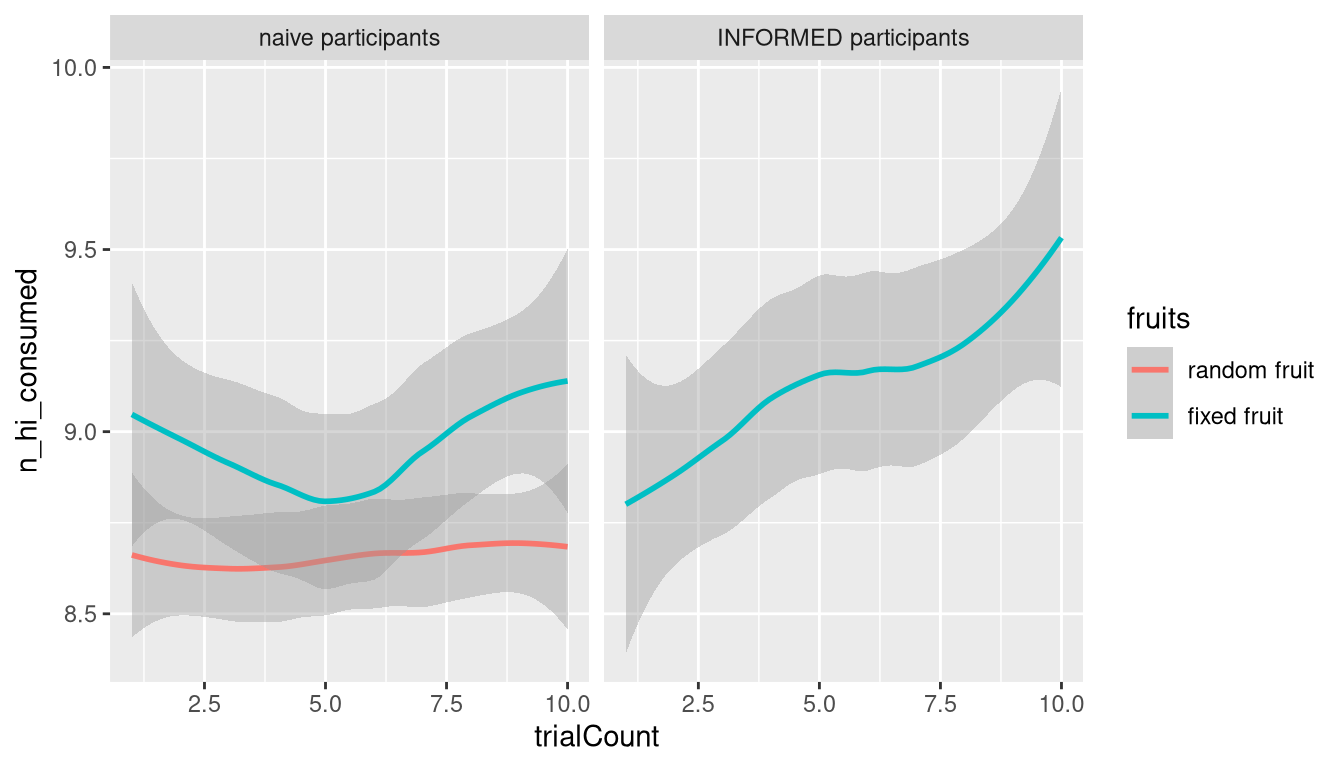 naive participants
INFORMED participants
10.0
9.5
9.0
8.5
n_hi_consumed
2.5 5.0 7.5 10.0
2.5 5.0 7.5 10.0
trialCount
fruits
random fruit
fixed fruit